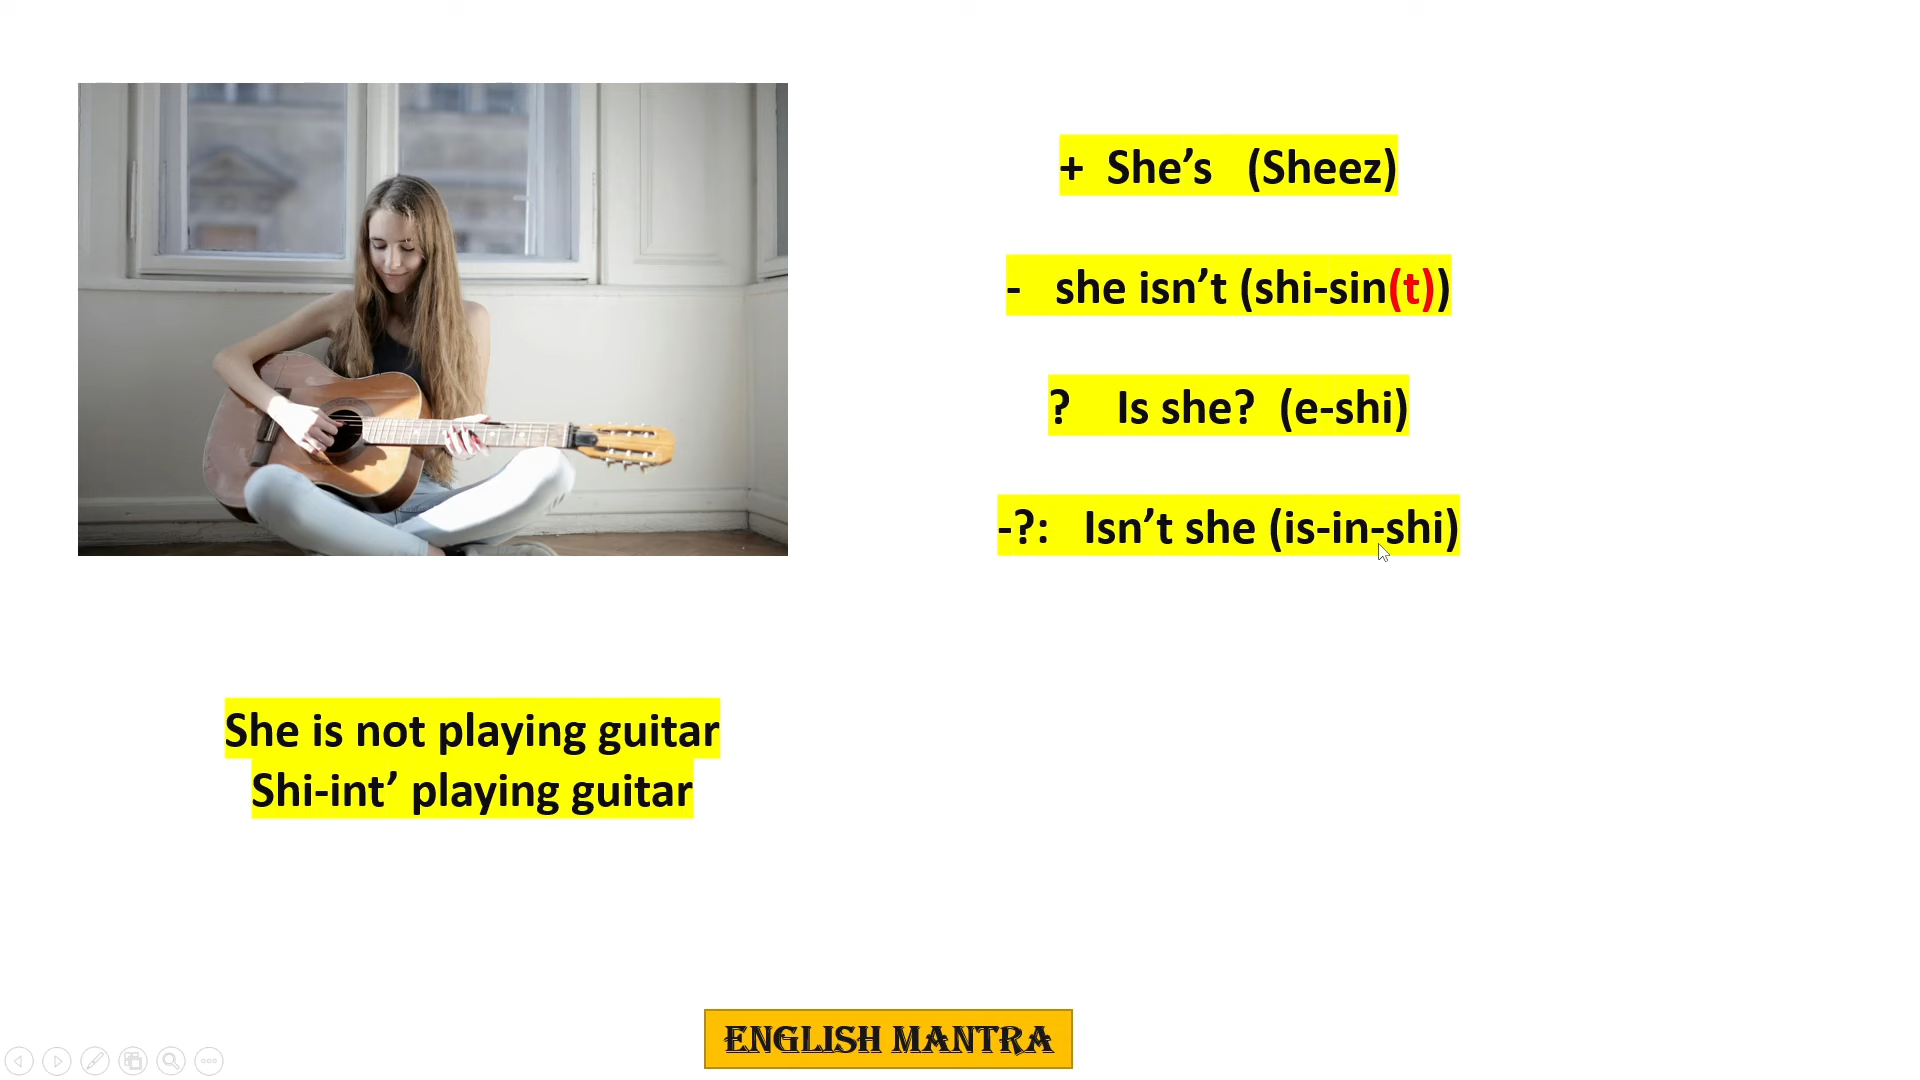 + She’s (Sheez)
- she isn’t (shi-sin(t))
? Is she? (e-shi)
-?: Isn’t she (is-in-shi)
She is not playing guitar
Shi-int’ playing guitar
ENGLISH MANTRA